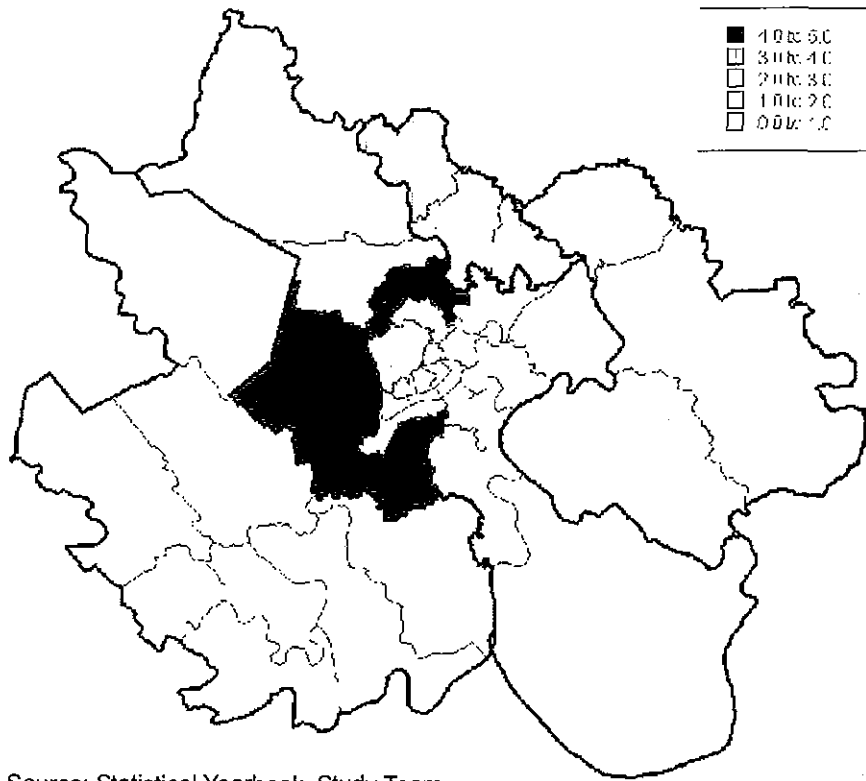 4.0 to 5.0
3.0 to 4.0
2.0 to 3.0
1.0 to 2.0
0.0 to 1.0
Source: Statistical Yearbook, Study Team